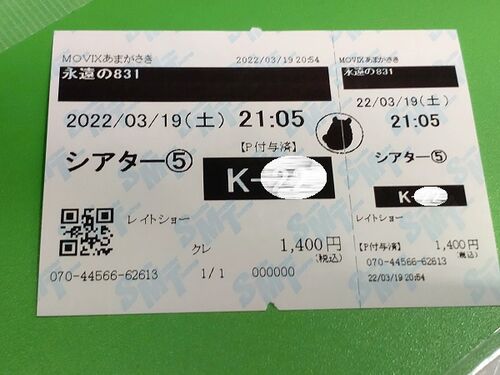 MOVIXあまがさき 2022/03/19 20:54
永遠の831
2022/03/19(土) 21:05
【P付与済】
シアター⑤
K-
レイトショー
クレ 1,400円
(税込)
070-44566-62613 1/1 000000
MOVIXあまがさき
永遠の831
22/03/19(土)
21:05
シアター⑤
K-
レイトショー
【P付与済】 1,400円
070-44566-62613 (税込)
22/03/19 20:54
SMT